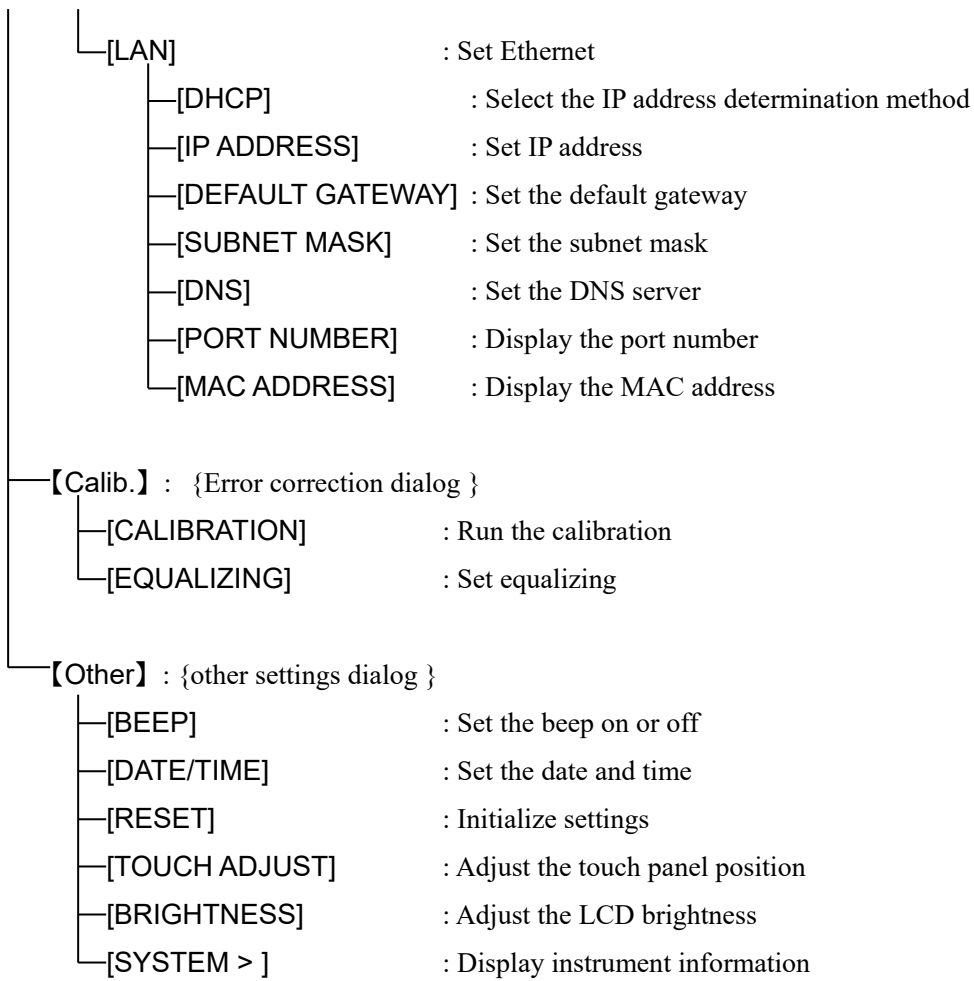 [LAN] : Set Ethernet
[DHCP] : Select the IP address determination method
[IP ADDRESS] : Set IP address
[DEFAULT GATEWAY] : Set the default gateway
[SUBNET MASK] : Set the subnet mask
[DNS] : Set the DNS server
[PORT NUMBER] : Display the port number
[MAC ADDRESS] : Display the MAC address
【Calib.】 : {Error correction dialog }
[CALIBRATION] : Run the calibration
[EQUALIZING] : Set equalizing
【Other】 : {other settings dialog }
[BEEP] : Set the beep on or off
[DATE/TIME] : Set the date and time
[RESET] : Initialize settings
[TOUCH ADJUST] : Adjust the touch panel position
[BRIGHTNESS] : Adjust the LCD brightness
[SYSTEM > ] : Display instrument information